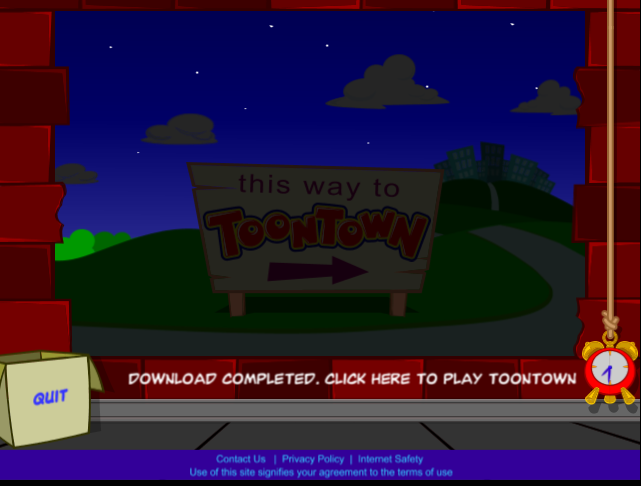 this way to
TOONTOWN
DOWNLOAD COMPLETED. CLICK HERE TO PLAY TOONTOWN
QUIT
Contact Us | Privacy Policy | Internet Safety
Use of this site signifies your agreement to the terms of use